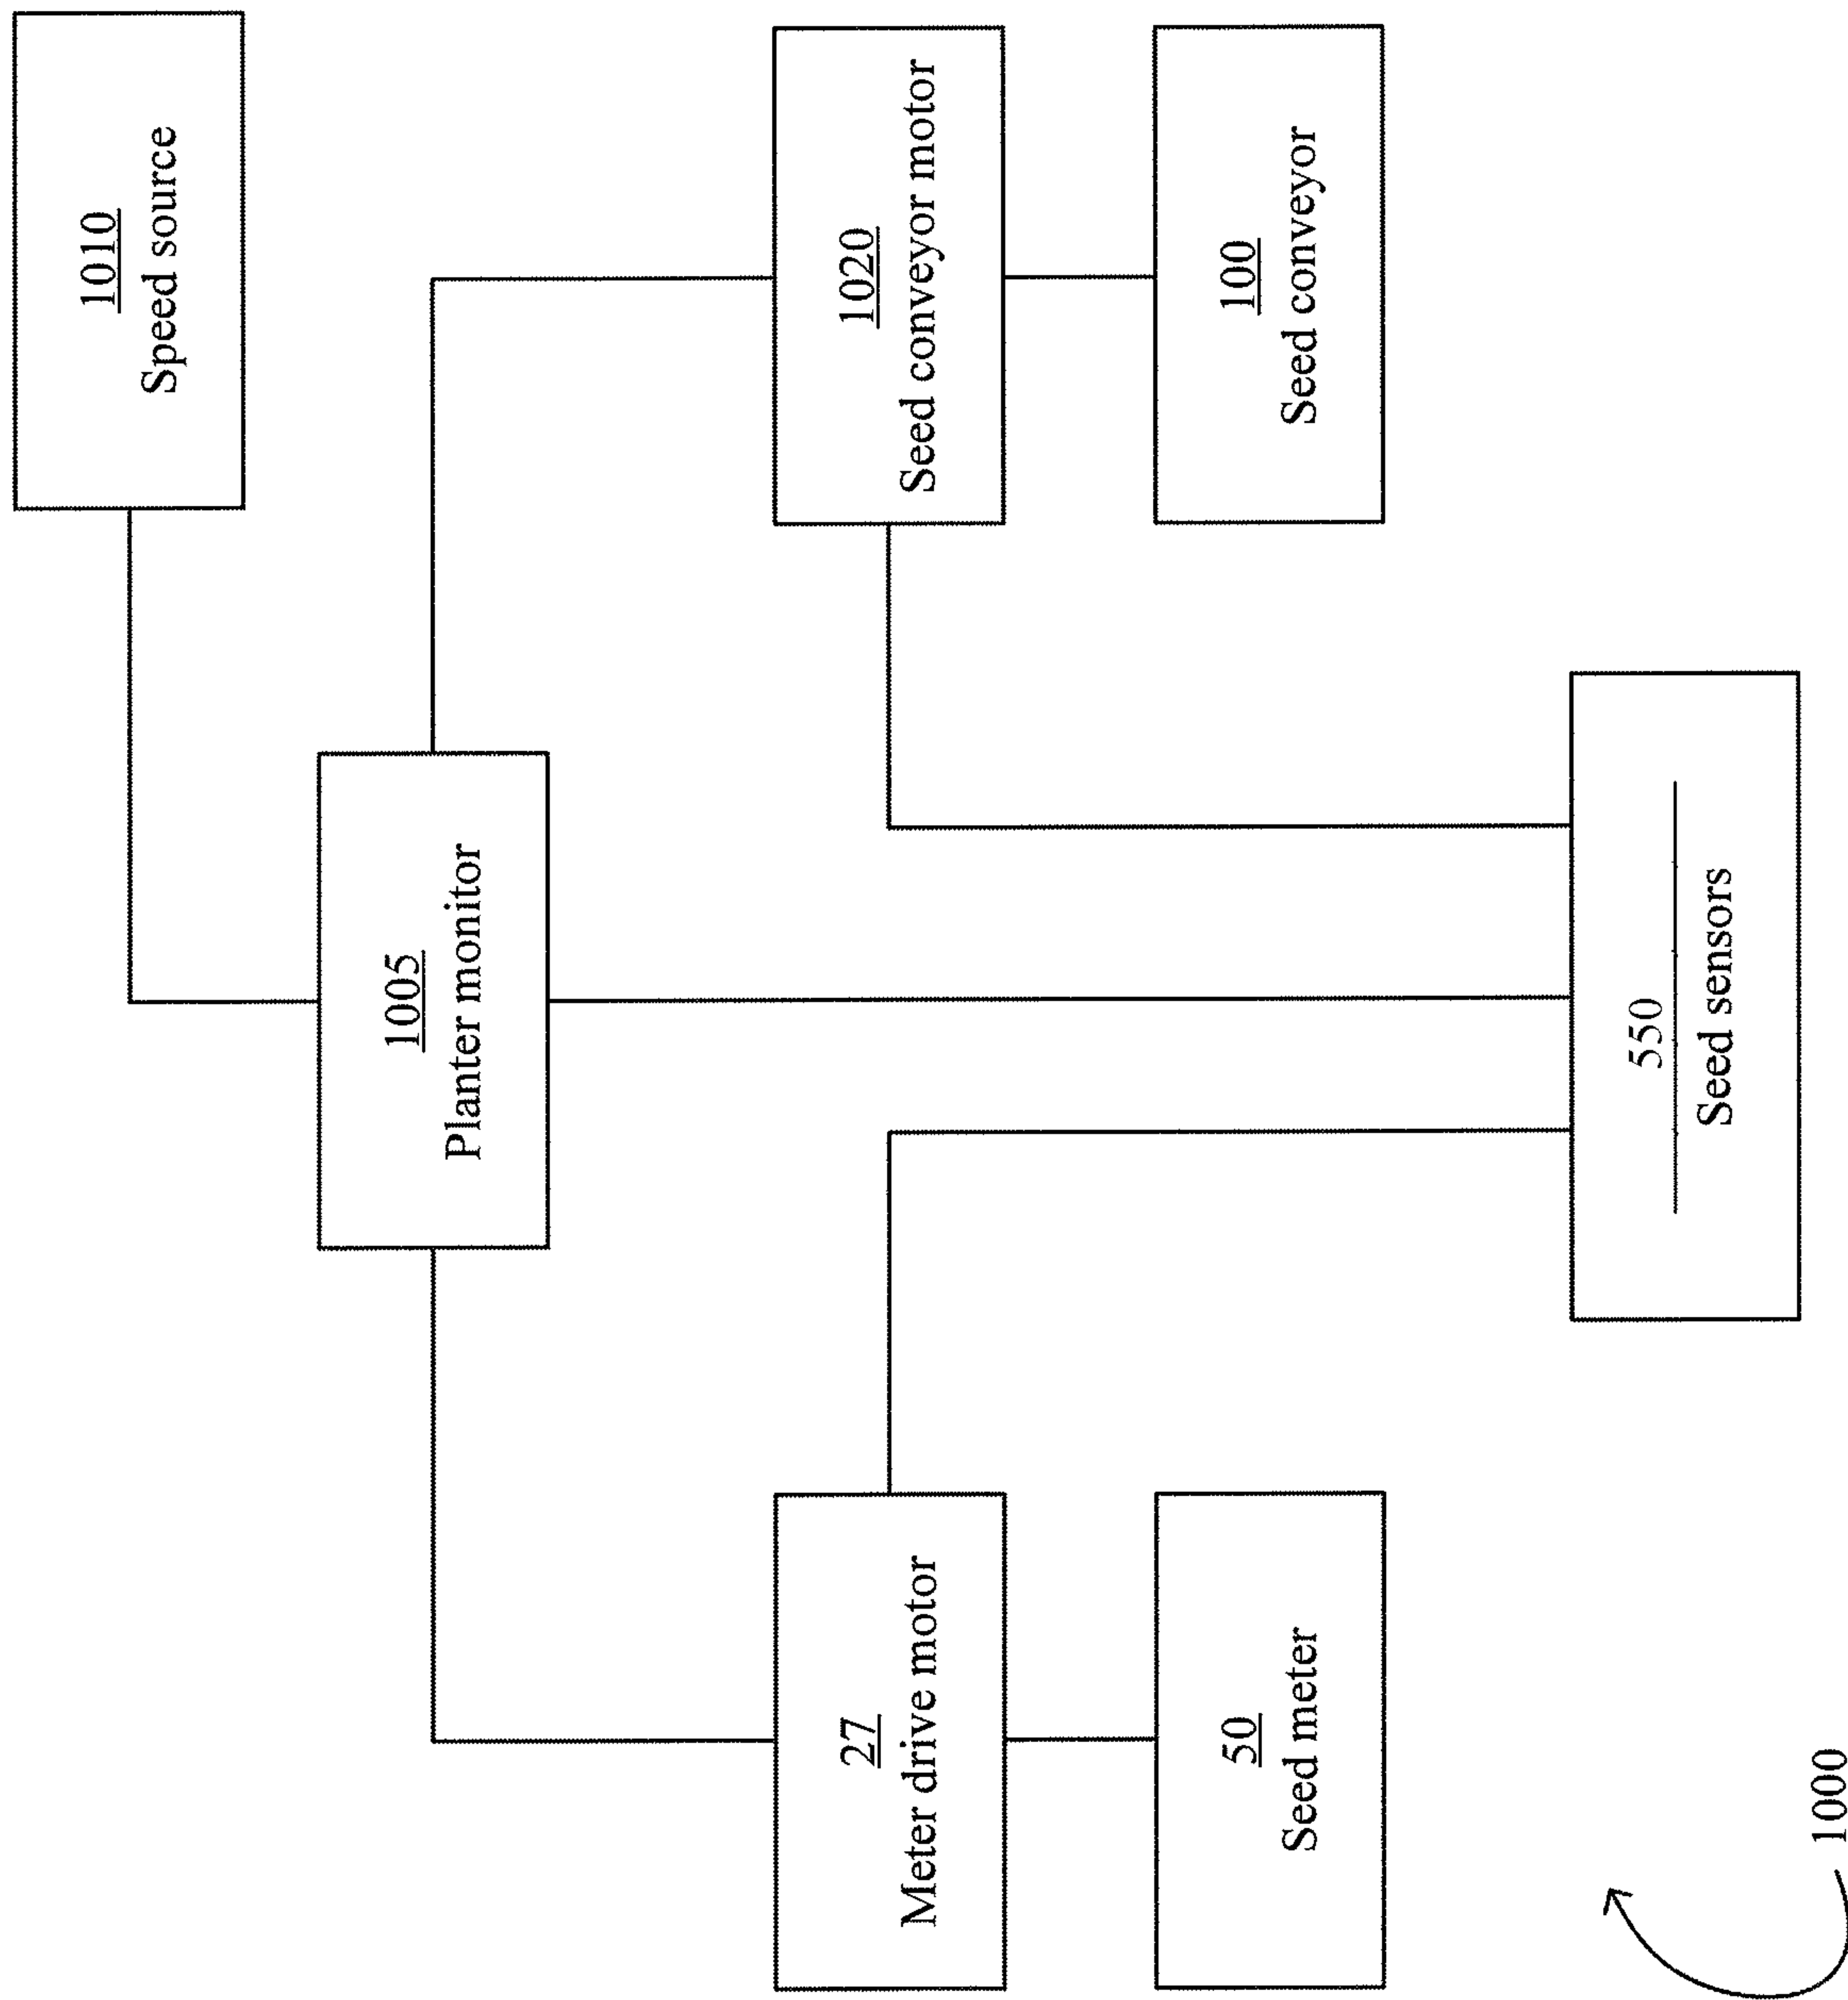 1010
Speed source
1005
Planter monitor
27
Meter drive motor
1020
Seed conveyor motor
50
Seed meter
100
Seed conveyor
550
Seed sensors
1000